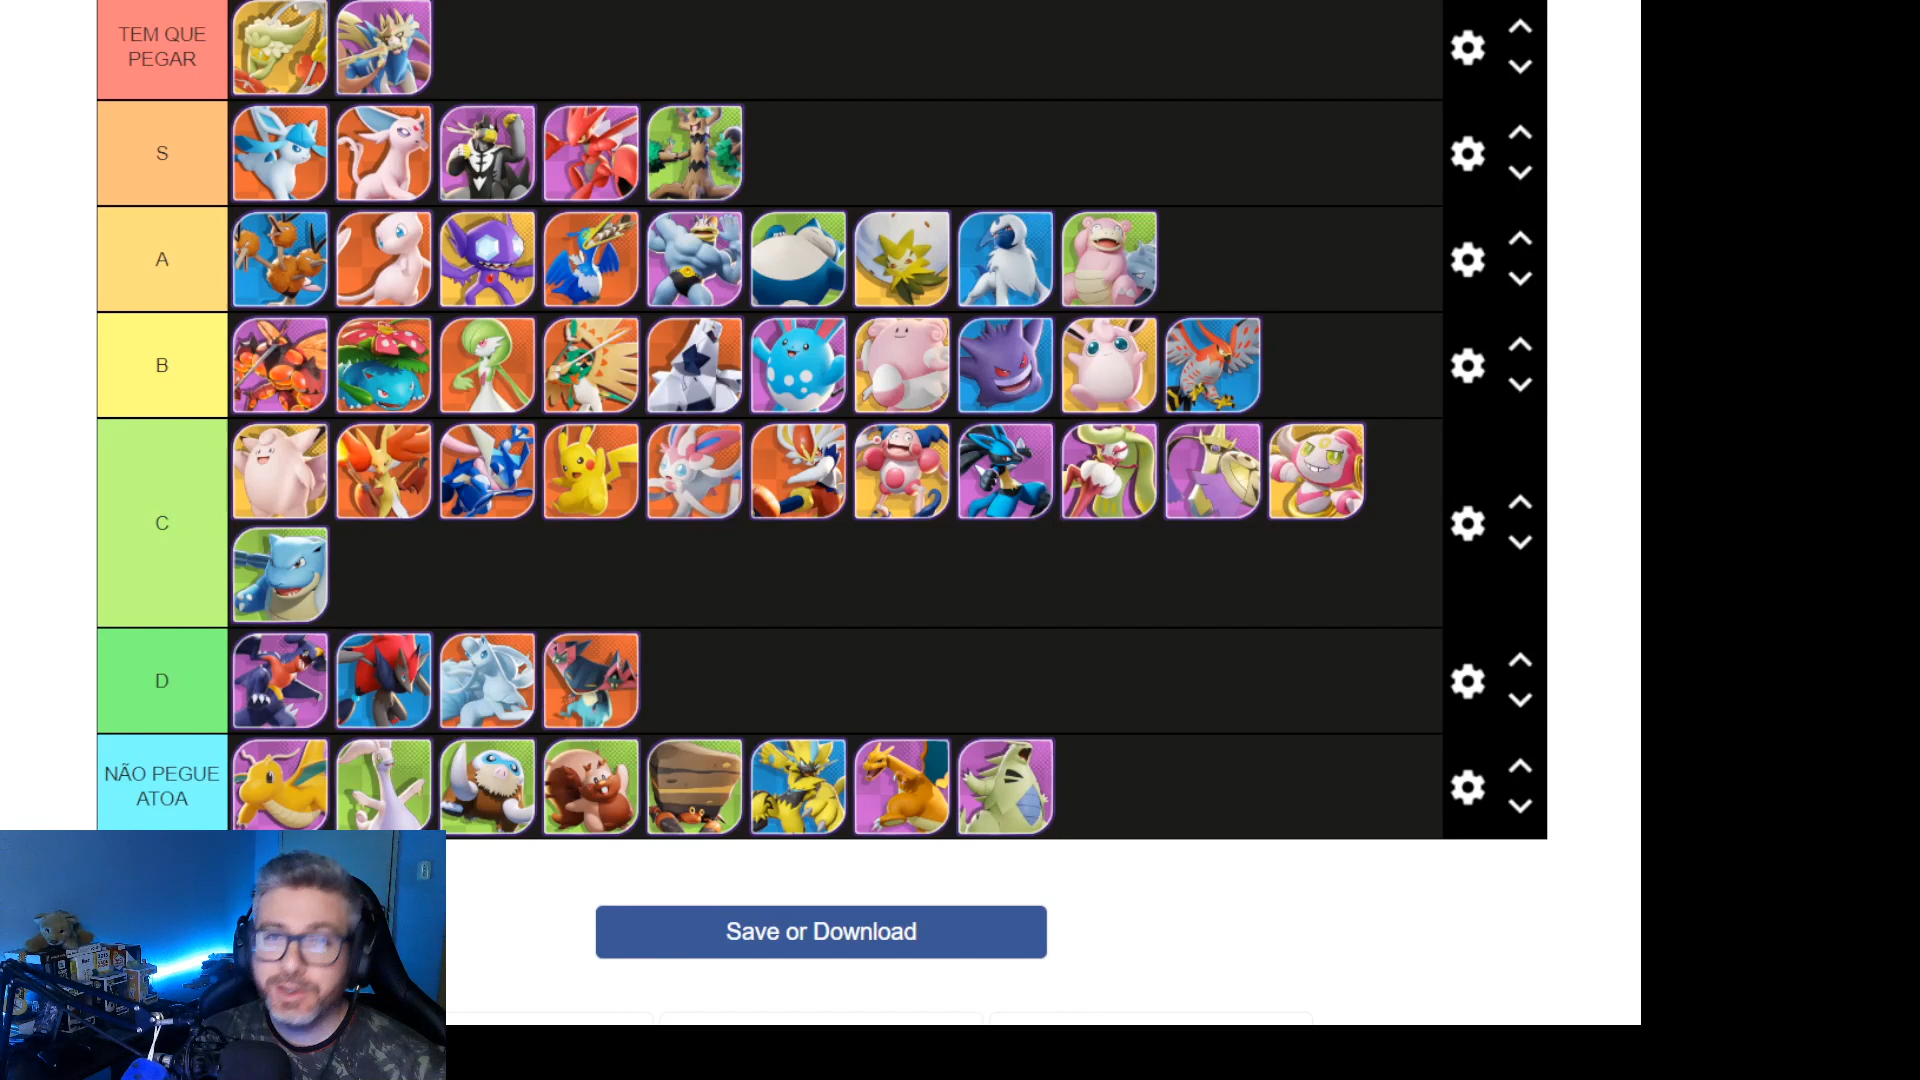 TEM QUE
PEGAR
S
A
B
C
D
NÃO PEGUE
ATOA
Save or Download